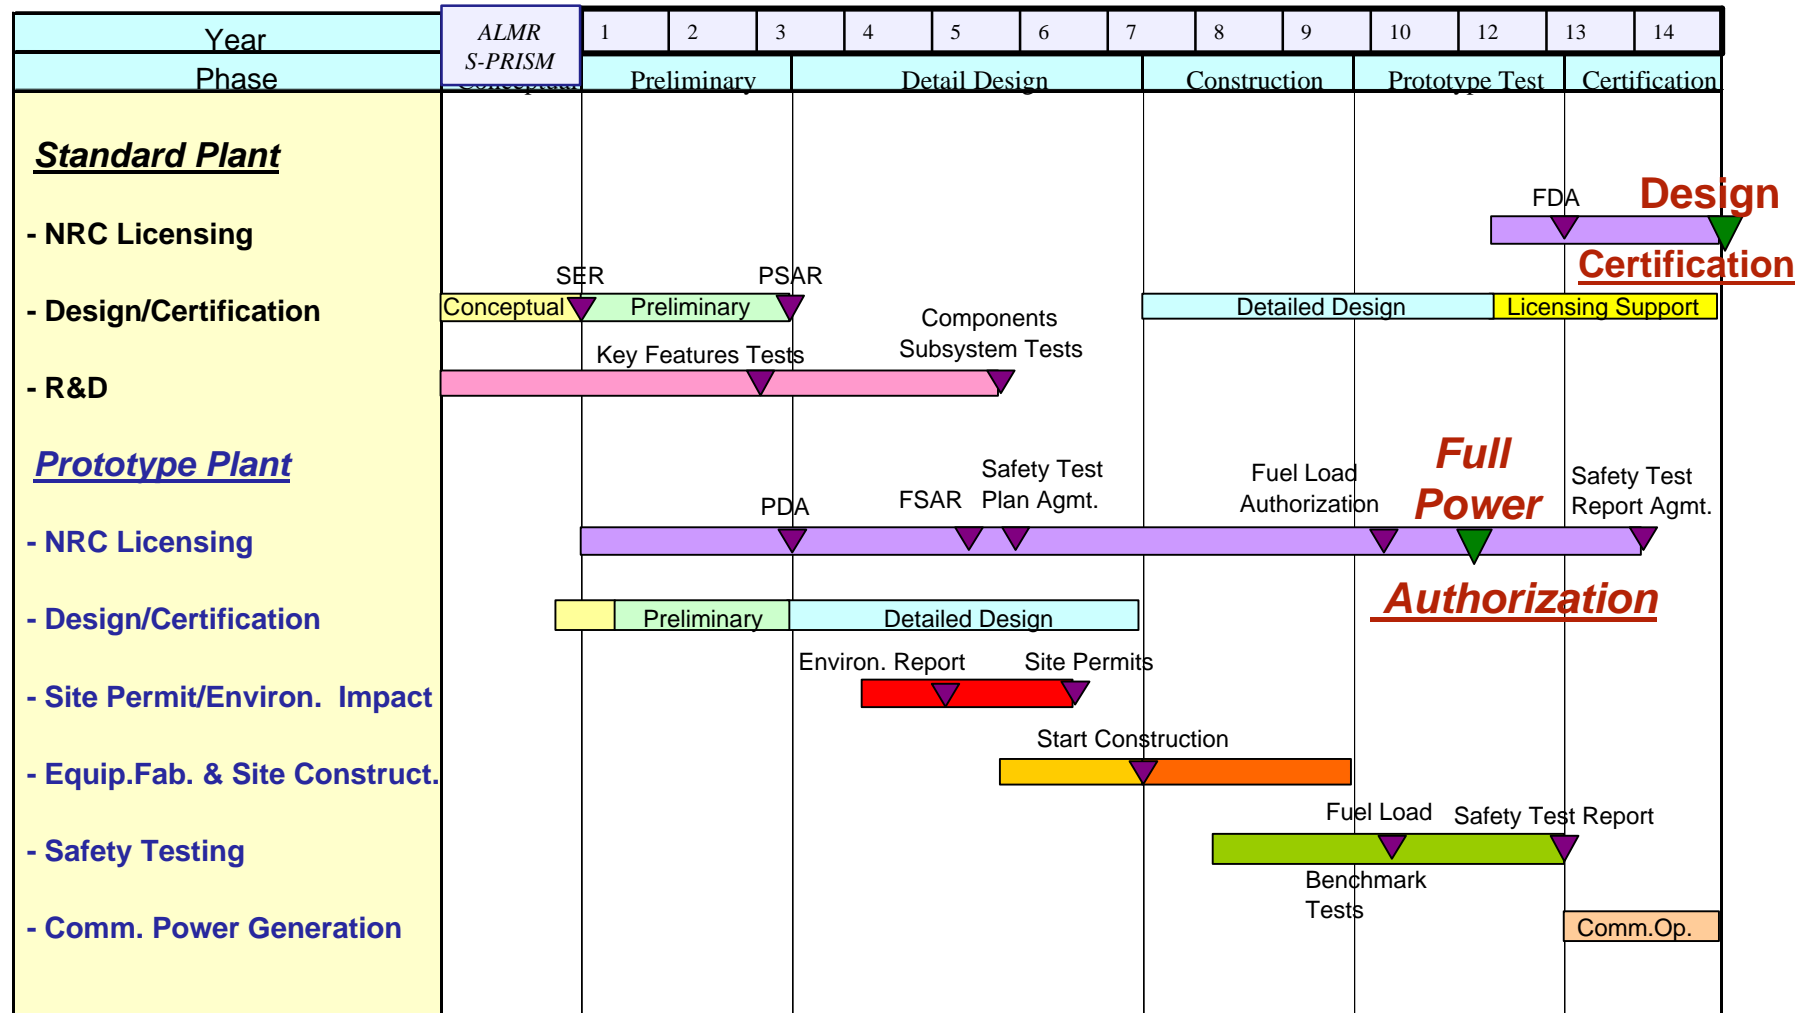 Year
ALMR
S-PRISM
1 2 3 4 5 6 7 8 9 10 12 13 14
Phase
Conceptual Preliminary Detail Design Construction Prototype Test Certification
Standard Plant
- NRC Licensing
FDA
Design
Certification
- Design/Certification
SER
PSAR
Conceptual Preliminary Detailed Design Licensing Support
- R&D
Key Features Tests
Components
Subsystem Tests
Prototype Plant
- NRC Licensing
PDA
FSAR
Safety Test
Plan Agmt.
Fuel Load
Authorization
Full
Power
Authorization
Safety Test
Report Agmt.
- Design/Certification
Preliminary Detailed Design
- Site Permit/Environ. Impact
Environ. Report Site Permits
- Equip.Fab. & Site Construct.
Start Construction
- Safety Testing
Fuel Load Safety Test Report
Benchmark
Tests
- Comm. Power Generation
Comm.Op.